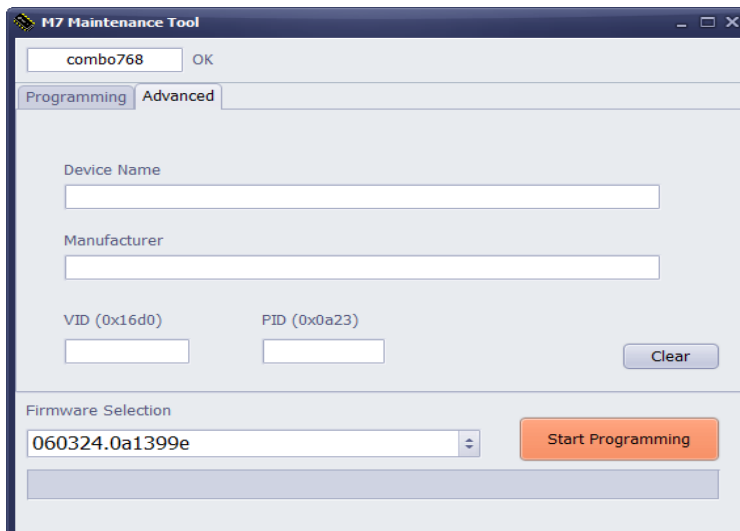 M7 Maintenance Tool
combo768 OK
Programming Advanced
Device Name
Manufacturer
VID (0x16d0) PID (0x0a23)
Clear
Firmware Selection
060324.0a1399e
Start Programming